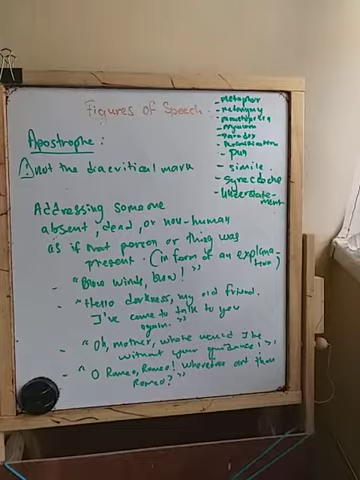 Figures of Speech
- Metaphor
- Metonymy
- Onomatopoeia
- Oxymoron
- Paradox
- Personification
- Pun
- simile
- Synecdoche
- Understate-
ment
Apostrophe:
! not the diacritical mark
Addressing someone
absent, dead, or non-human
as if that person or thing was
present. (in form of an
tion)
- "Blow winds, blow!"
- "Hello darkness, my old friend.
I've come to talk to you
again."
- "Oh, mother, where would I be
without your guidance!"
- "O Romeo, Romeo! Wherefore art thou
Romeo?"